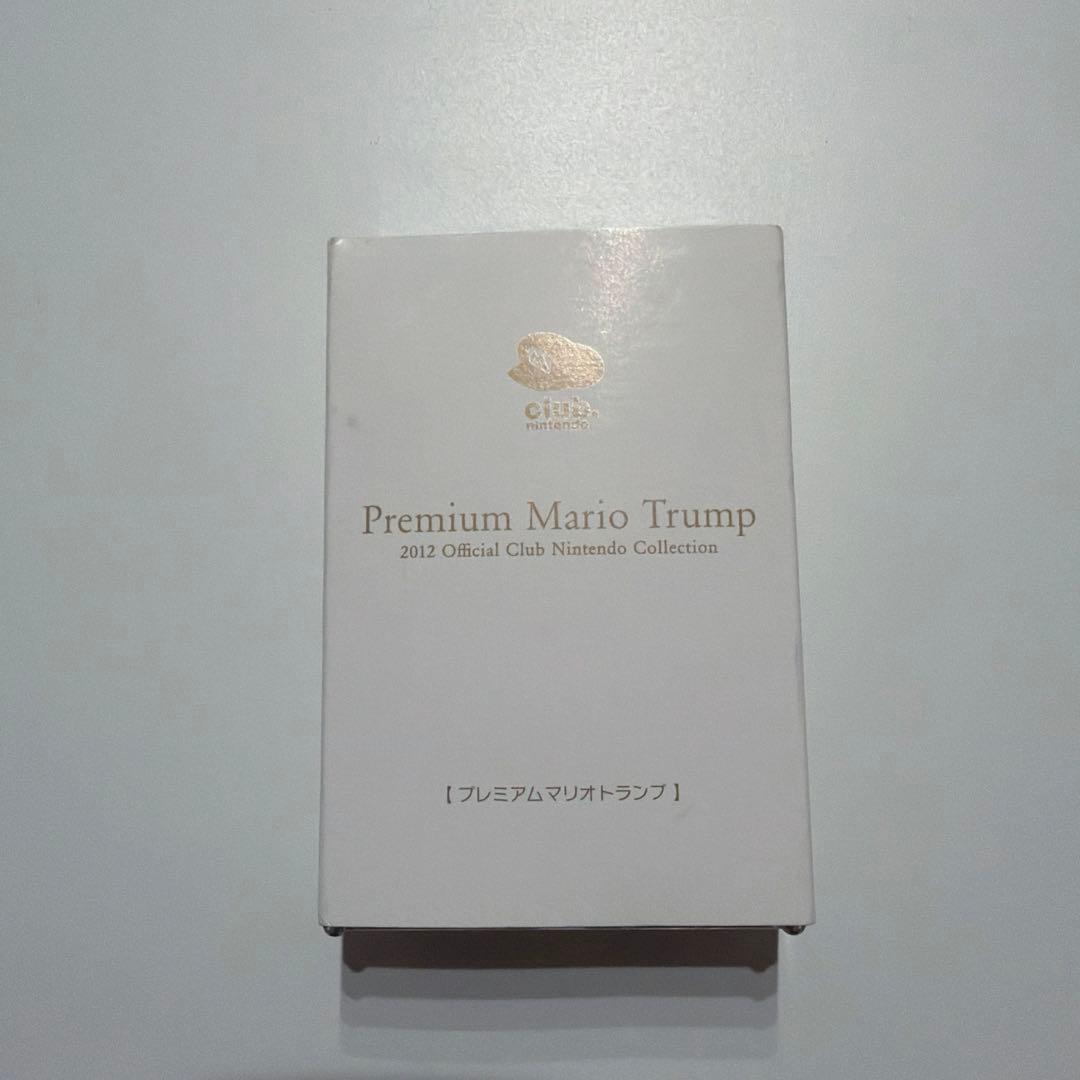 club.
nintendo
Premium Mario Trump
2012 Official Club Nintendo Collection
【プレミアムマリオトランプ】